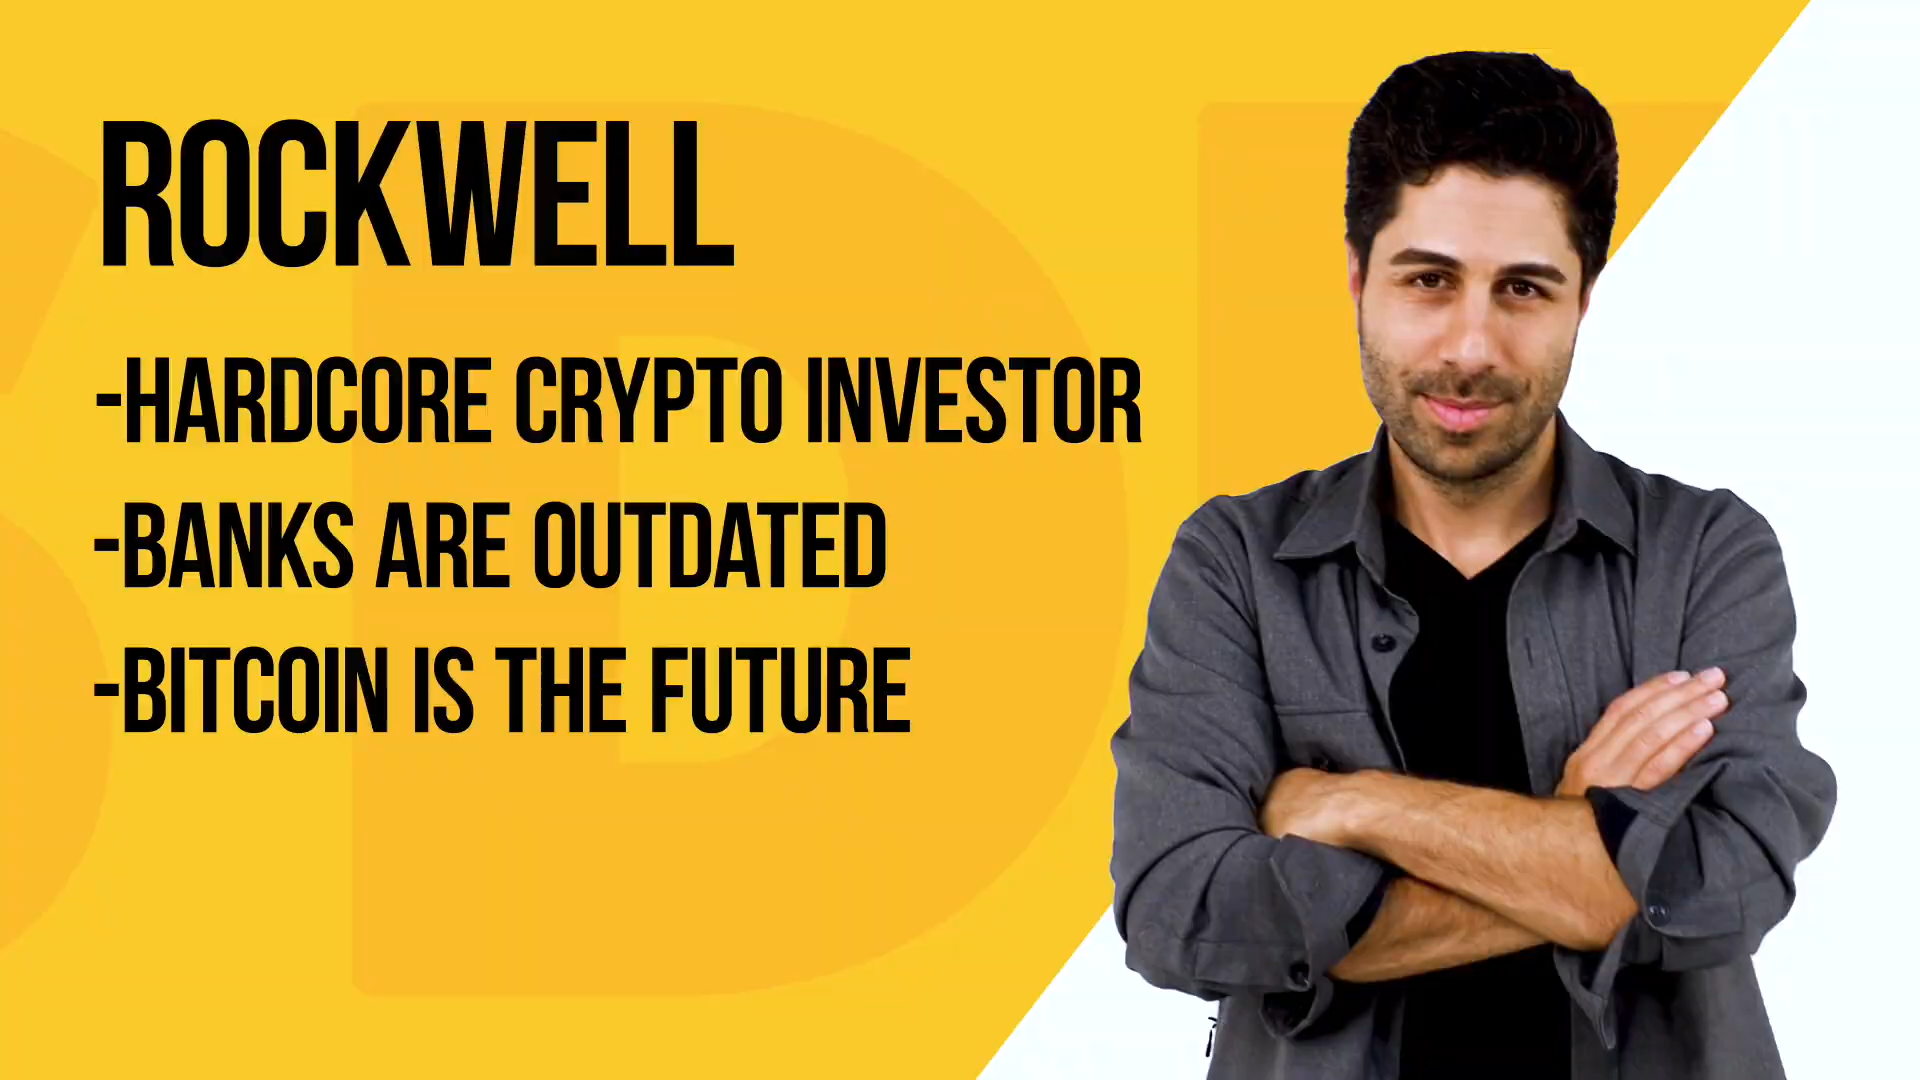 ROCKWELL
-HARDCORE CRYPTO INVESTOR
-BANKS ARE OUTDATED
-BITCOIN IS THE FUTURE